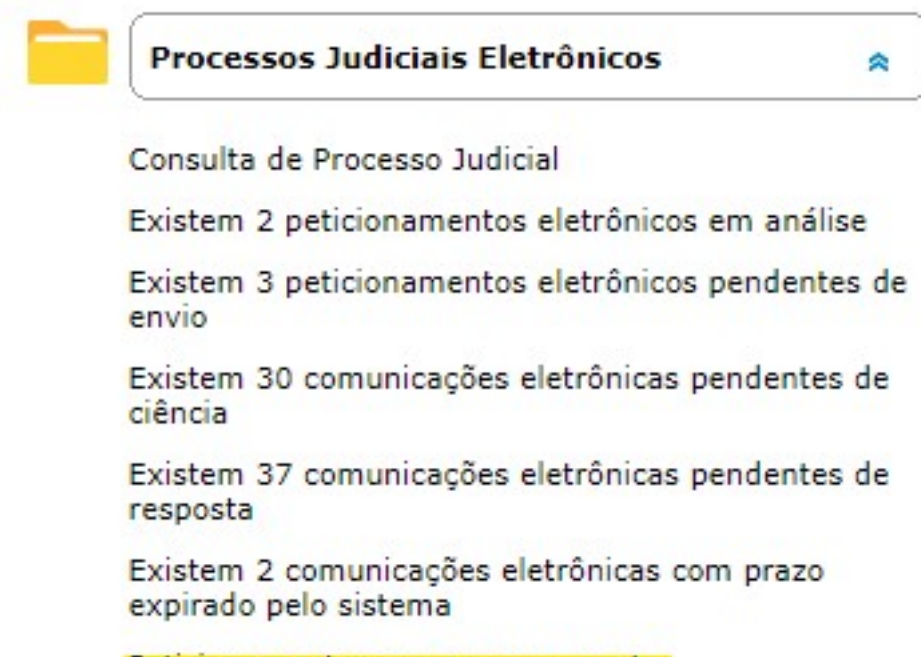 Processos Judiciais Eletrônicos
Consulta de Processo Judicial
Existem 2 peticionamentos eletrônicos em análise
Existem 3 peticionamentos eletrônicos pendentes de
envio
Existem 30 comunicações eletrônicas pendentes de
ciência
Existem 37 comunicações eletrônicas pendentes de
resposta
Existem 2 comunicações eletrônicas com prazo
expirado pelo sistema